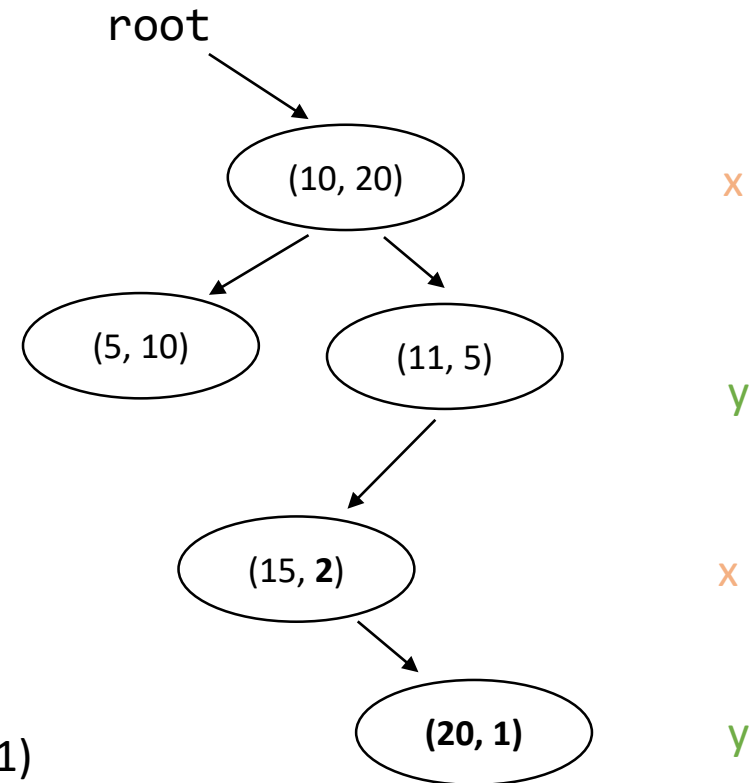 root
(10, 20)
x
(5, 10)
(11, 5)
y
(15, 2)
x
(20, 1)
y
1)